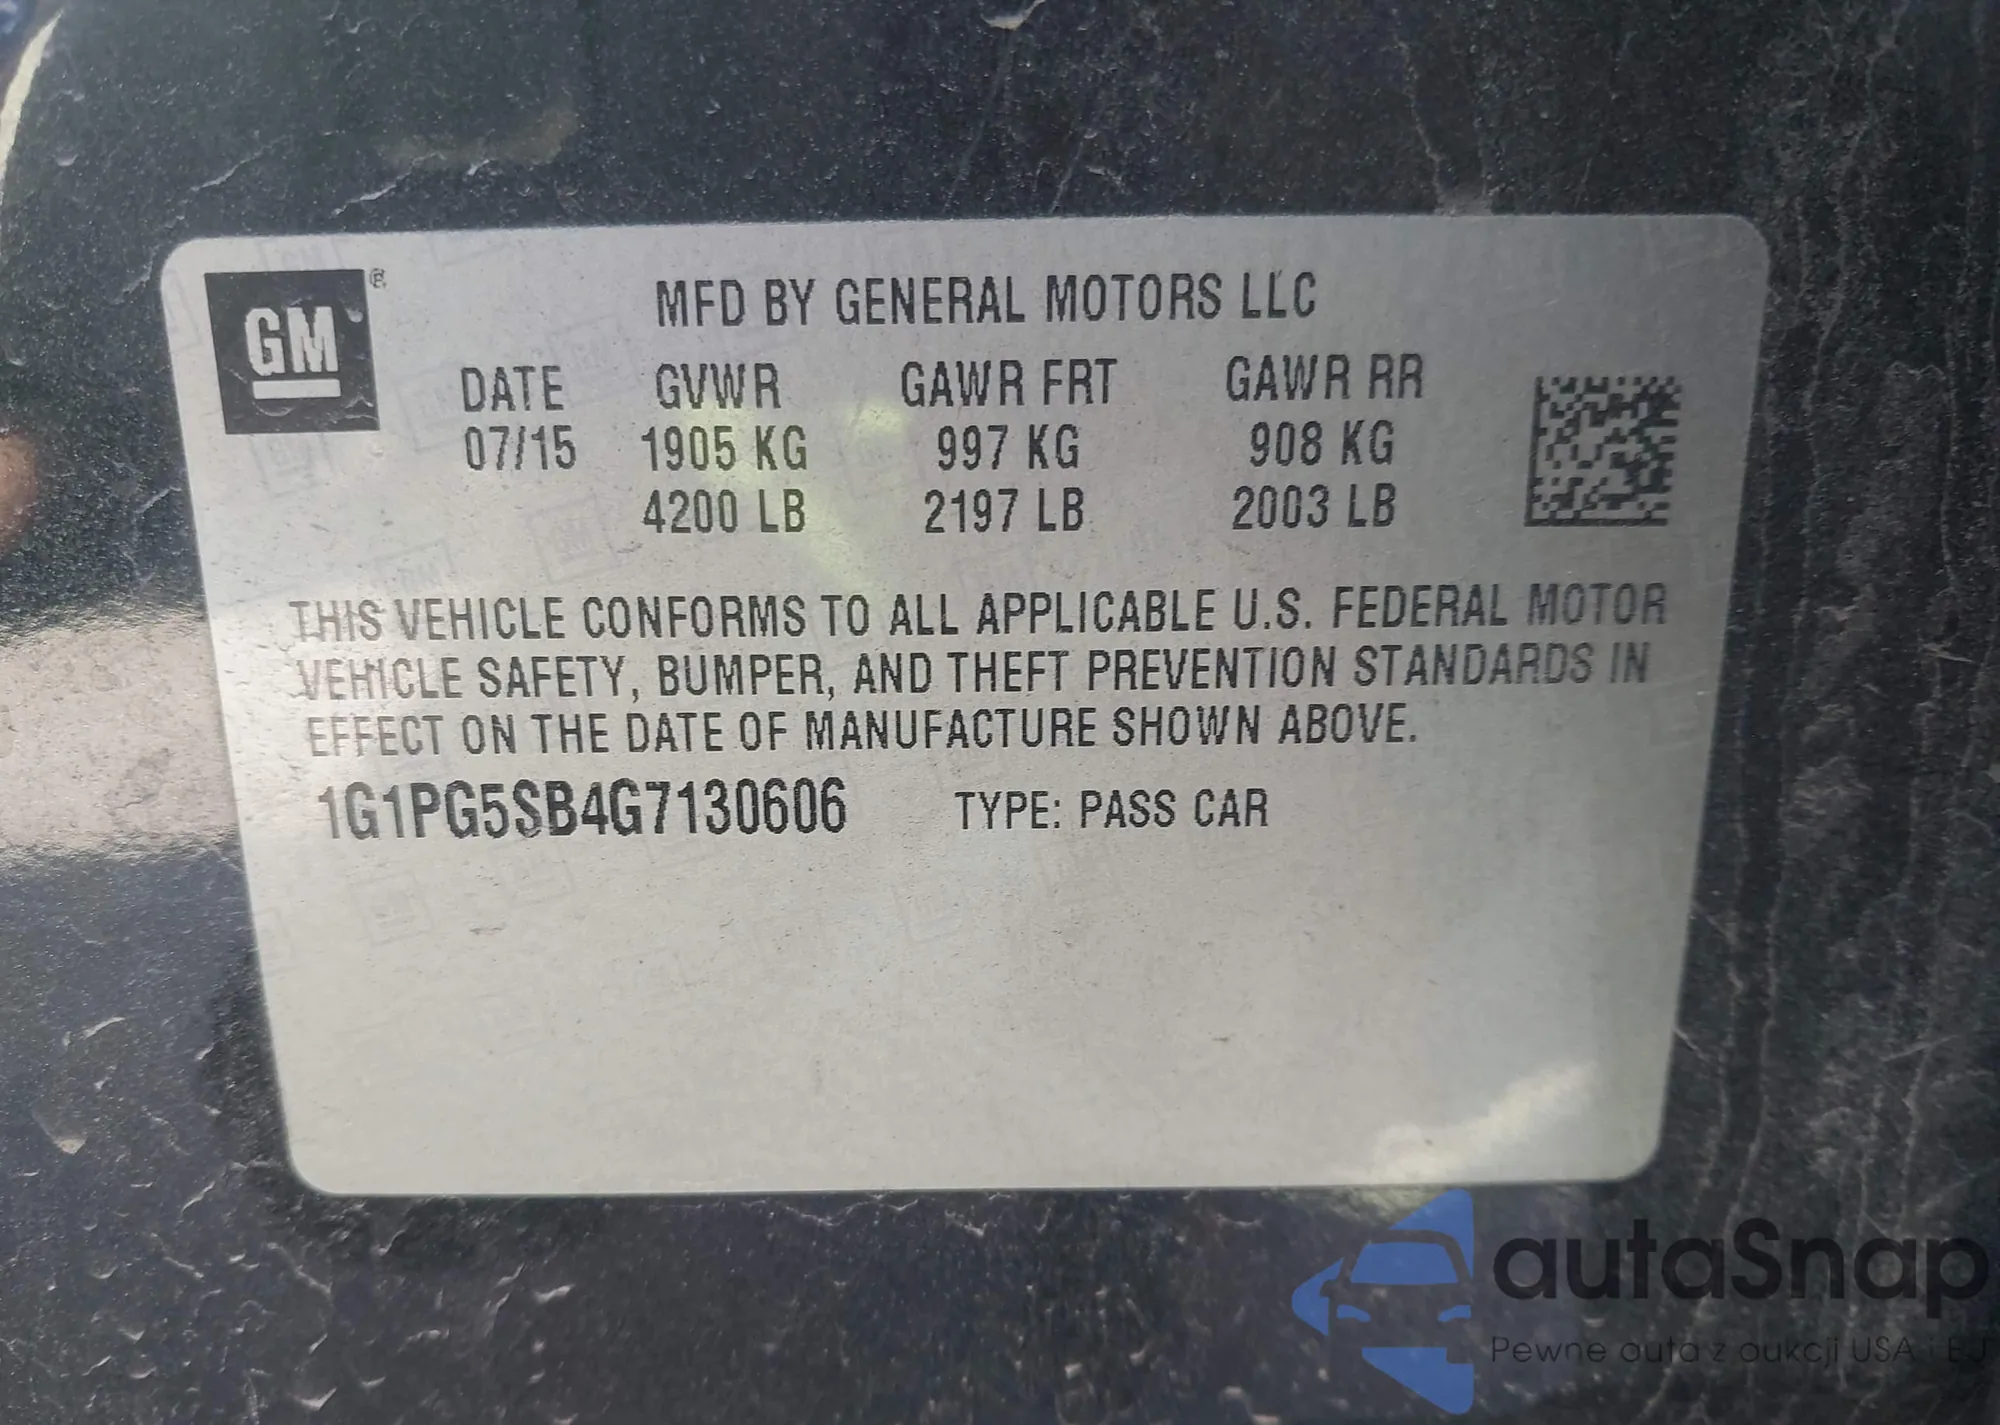 GM ®
MFD BY GENERAL MOTORS LLC
DATE GVWR GAWR FRT GAWR RR
07/15 1905 KG 997 KG 908 KG
4200 LB 2197 LB 2003 LB
THIS VEHICLE CONFORMS TO ALL APPLICABLE U.S. FEDERAL MOTOR
VEHICLE SAFETY, BUMPER, AND THEFT PREVENTION STANDARDS IN
EFFECT ON THE DATE OF MANUFACTURE SHOWN ABOVE.
1G1PG5SB4G7130606 TYPE: PASS CAR
autaSnap
Pewne auta z aukcji USA i EU